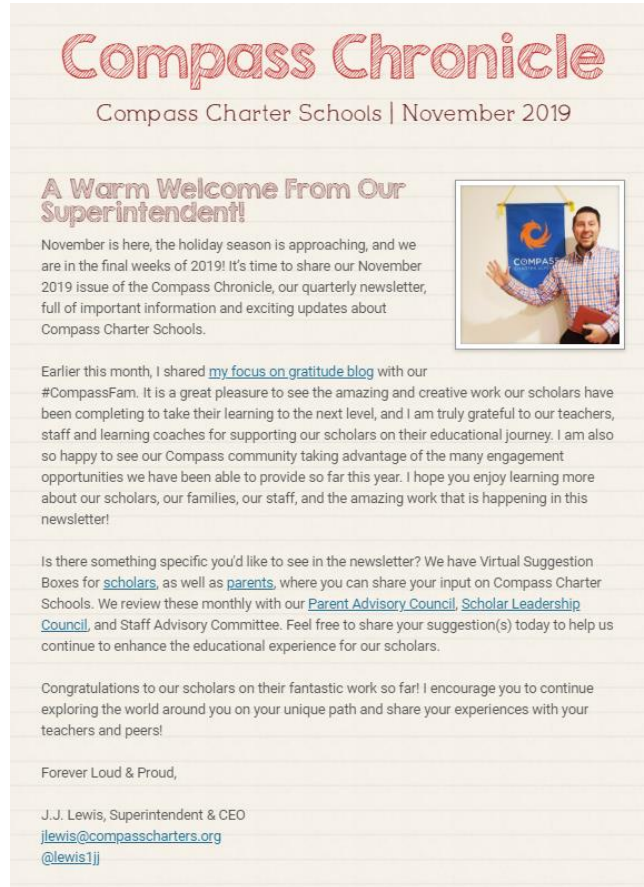 Compass Chronicle
Compass Charter Schools | November 2019
A Warm Welcome From Our
Superintendent!
November is here, the holiday season is approaching, and we
are in the final weeks of 2019! It's time to share our November
2019 issue of the Compass Chronicle, our quarterly newsletter,
full of important information and exciting updates about
Compass Charter Schools.
COMPASS
CHARTER SCHOOLS
Earlier this month, I shared my focus on gratitude blog with our
#CompassFam. It is a great pleasure to see the amazing and creative work our scholars have
been completing to take their learning to the next level, and I am truly grateful to our teachers,
staff and learning coaches for supporting our scholars on their educational journey. I am also
so happy to see our Compass community taking advantage of the many engagement
opportunities we have been able to provide so far this year. I hope you enjoy learning more
about our scholars, our families, our staff, and the amazing work that is happening in this
newsletter!
Is there something specific you'd like to see in the newsletter? We have Virtual Suggestion
Boxes for scholars, as well as parents, where you can share your input on Compass Charter
Schools. We review these monthly with our Parent Advisory Council, Scholar Leadership
Council, and Staff Advisory Committee. Feel free to share your suggestion(s) today to help us
continue to enhance the educational experience for our scholars.
Congratulations to our scholars on their fantastic work so far! I encourage you to continue
exploring the world around you on your unique path and share your experiences with your
teachers and peers!
Forever Loud & Proud,
J.J. Lewis, Superintendent & CEO
jlewis@compasscharters.org
@lewis1jj